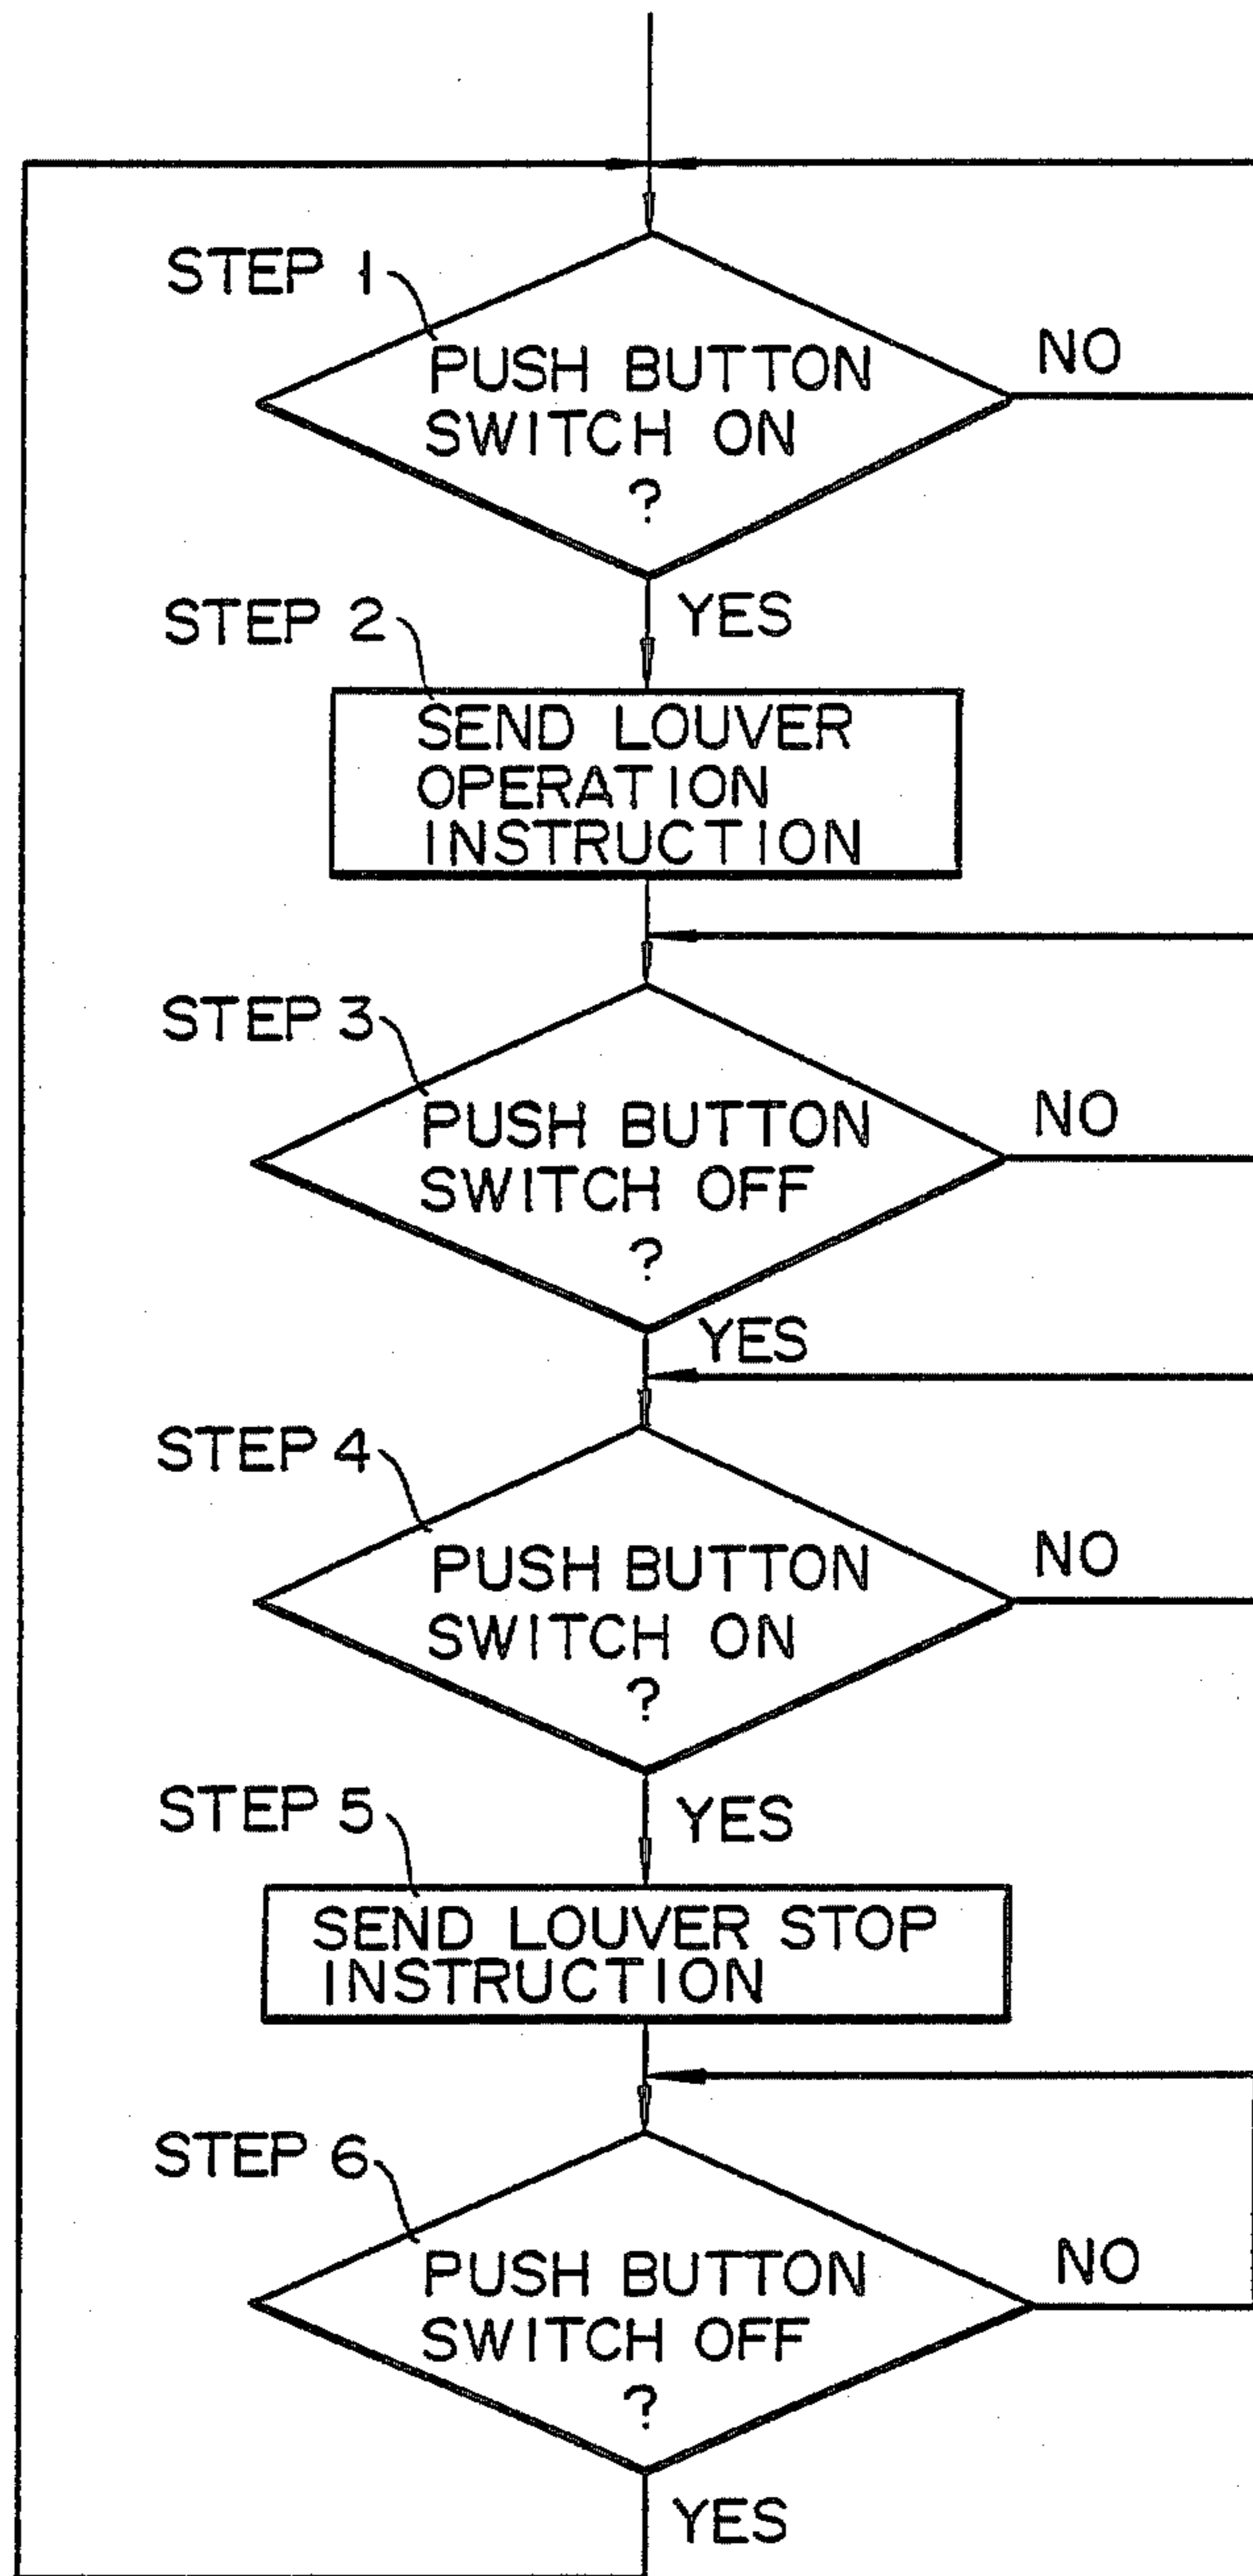 STEP 1
PUSH BUTTON
SWITCH ON
?
NO
YES
STEP 2
SEND LOUVER
OPERATION
INSTRUCTION
STEP 3
PUSH BUTTON
SWITCH OFF
?
NO
YES
STEP 4
PUSH BUTTON
SWITCH ON
?
NO
YES
STEP 5
SEND LOUVER STOP
INSTRUCTION
STEP 6
PUSH BUTTON
SWITCH OFF
?
NO
YES